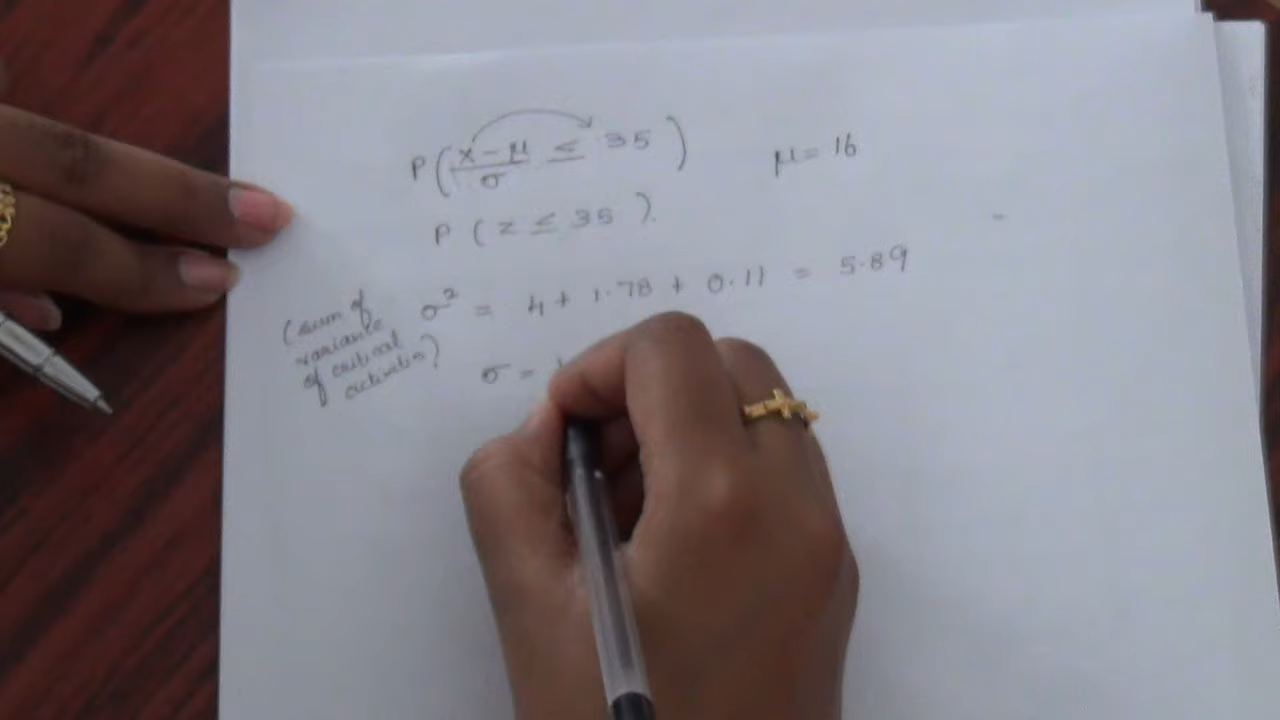 P(x-μ/σ ≤ 35) μ= 16
P (z ≤ 35).
σ² = 4 + 1.78 + 0.11 = 5.89
(sum of
variance
of critical
activities)
σ =